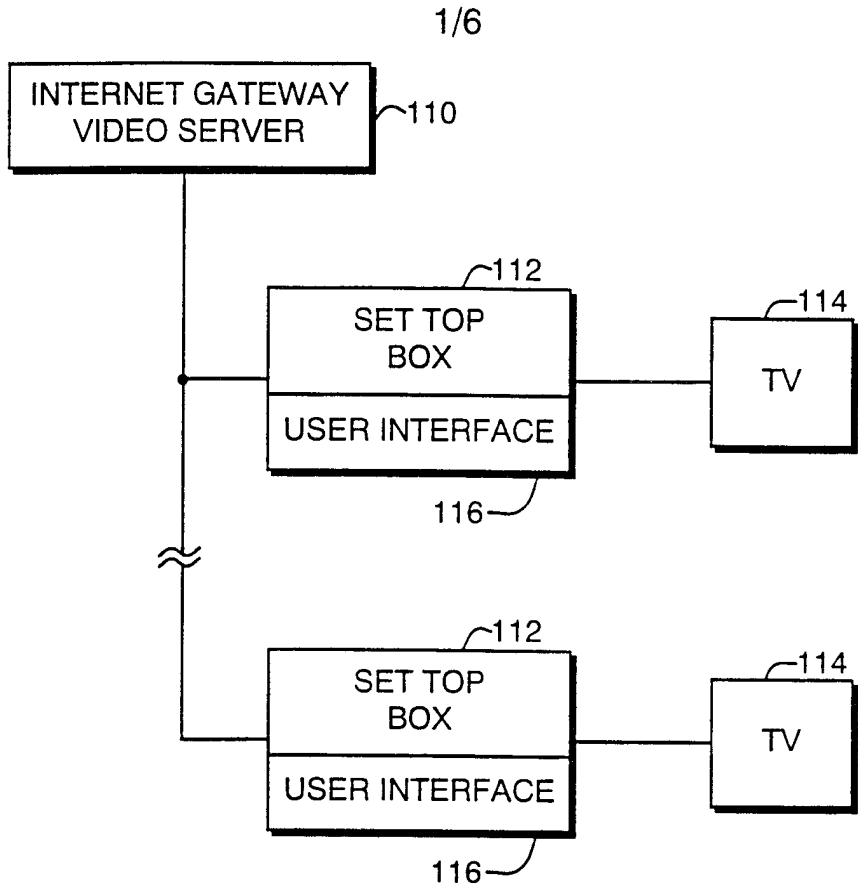 1/6
INTERNET GATEWAY
VIDEO SERVER
110
112
SET TOP
BOX
USER INTERFACE
116
114
TV
112
SET TOP
BOX
USER INTERFACE
116
114
TV